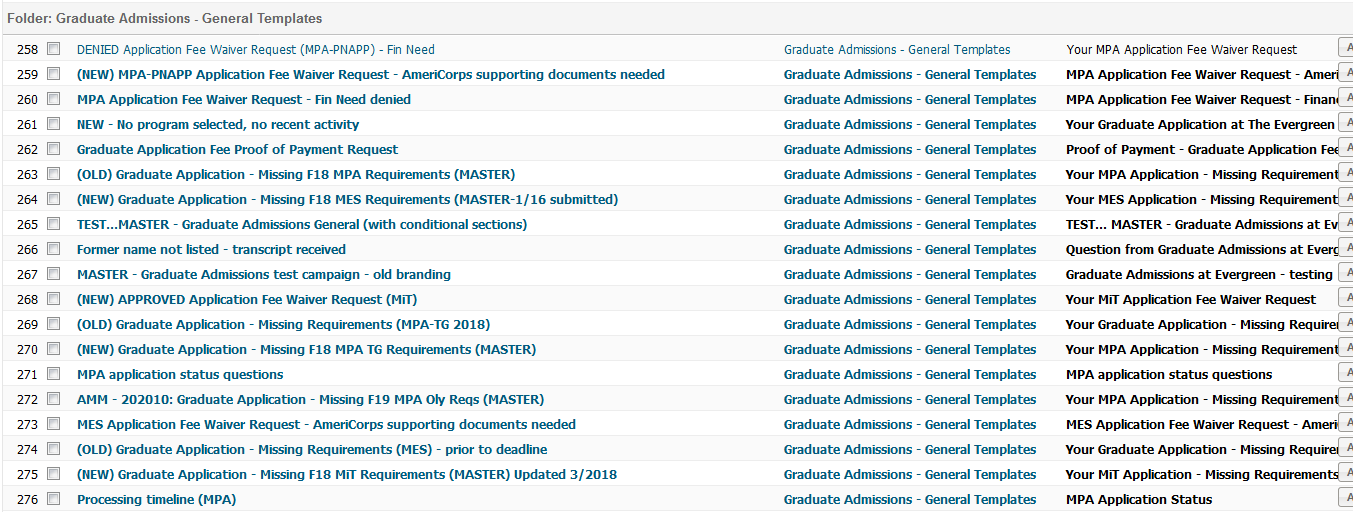 Folder: Graduate Admissions - General Templates
258 DENIED Application Fee Waiver Request (MPA-PNAPP) - Fin Need Graduate Admissions - General Templates Your MPA Application Fee Waiver Request A
259 (NEW) MPA-PNAPP Application Fee Waiver Request - AmeriCorps supporting documents needed Graduate Admissions - General Templates MPA Application Fee Waiver Request - Ameri A
260 MPA Application Fee Waiver Request - Fin Need denied Graduate Admissions - General Templates MPA Application Fee Waiver Request - Financ A
261 NEW - No program selected, no recent activity Graduate Admissions - General Templates Your Graduate Application at The Evergreen A
262 Graduate Application Fee Proof of Payment Request Graduate Admissions - General Templates Proof of Payment - Graduate Application Fee A
263 (OLD) Graduate Application - Missing F18 MPA Requirements (MASTER) Graduate Admissions - General Templates Your MPA Application - Missing Requirement A
264 (NEW) Graduate Application - Missing F18 MES Requirements (MASTER-1/16 submitted) Graduate Admissions - General Templates Your MES Application - Missing Requirement A
265 TEST...MASTER - Graduate Admissions General (with conditional sections) Graduate Admissions - General Templates TEST... MASTER - Graduate Admissions at Ev A
266 Former name not listed - transcript received Graduate Admissions - General Templates Question from Graduate Admissions at Everg A
267 MASTER - Graduate Admissions test campaign - old branding Graduate Admissions - General Templates Graduate Admissions at Evergreen - testing A
268 (NEW) APPROVED Application Fee Waiver Request (MiT) Graduate Admissions - General Templates Your MiT Application Fee Waiver Request A
269 (OLD) Graduate Application - Missing Requirements (MPA-TG 2018) Graduate Admissions - General Templates Your Graduate Application - Missing Require A
270 (NEW) Graduate Application - Missing F18 MPA TG Requirements (MASTER) Graduate Admissions - General Templates Your MPA Application - Missing Requirement A
271 MPA application status questions Graduate Admissions - General Templates MPA application status questions A
272 AMM - 202010: Graduate Application - Missing F19 MPA Oly Reqs (MASTER) Graduate Admissions - General Templates Your MPA Application - Missing Requirement A
273 MES Application Fee Waiver Request - AmeriCorps supporting documents needed Graduate Admissions - General Templates MES Application Fee Waiver Request - Ameri A
274 (OLD) Graduate Application - Missing Requirements (MES) - prior to deadline Graduate Admissions - General Templates Your Graduate Application - Missing Require A
275 (NEW) Graduate Application - Missing F18 MiT Requirements (MASTER) Updated 3/2018 Graduate Admissions - General Templates Your MiT Application - Missing Requirements A
276 Processing timeline (MPA) Graduate Admissions - General Templates MPA Application Status A